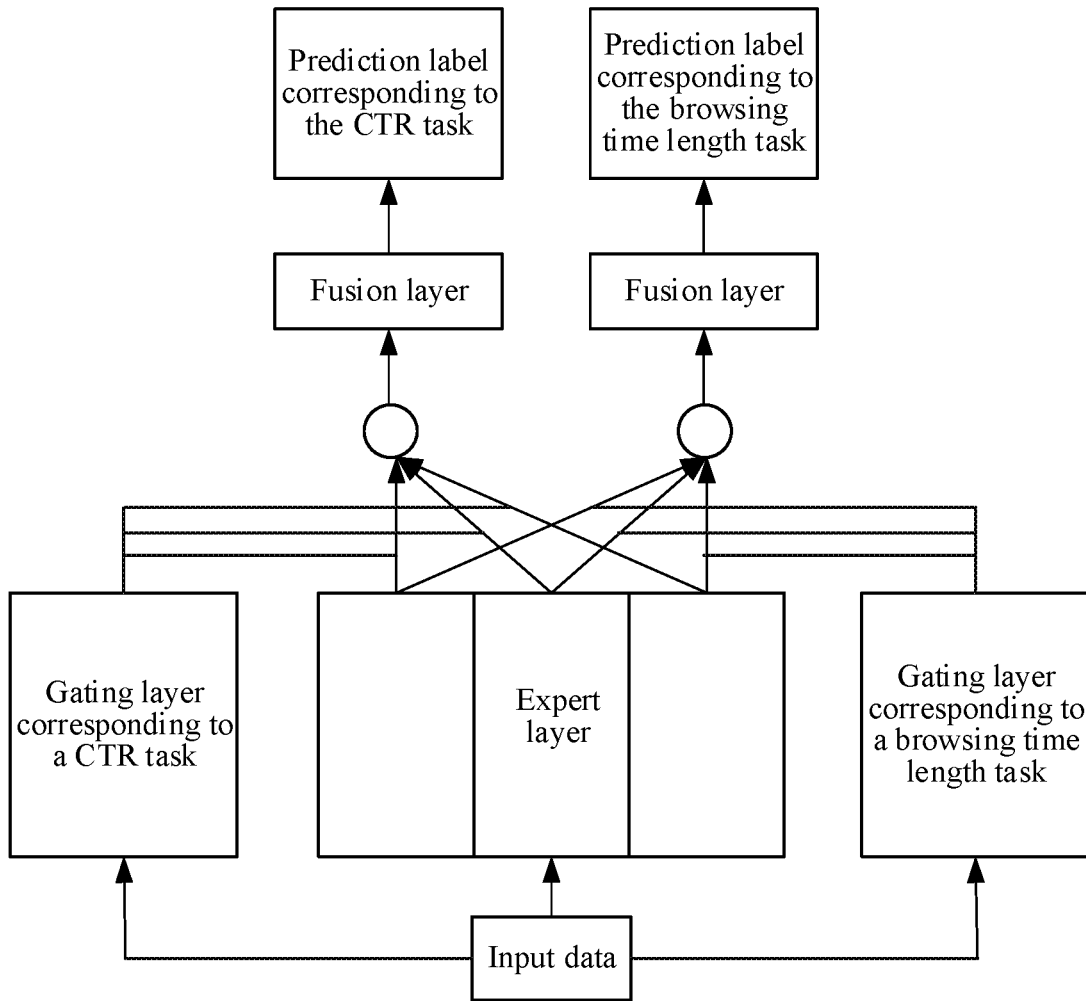 Prediction label
corresponding to
the CTR task
Prediction label
corresponding to
the browsing
time length task
Fusion layer
Fusion layer
Gating layer
corresponding to
a CTR task
Expert
layer
Gating layer
corresponding to
a browsing time
length task
Input data